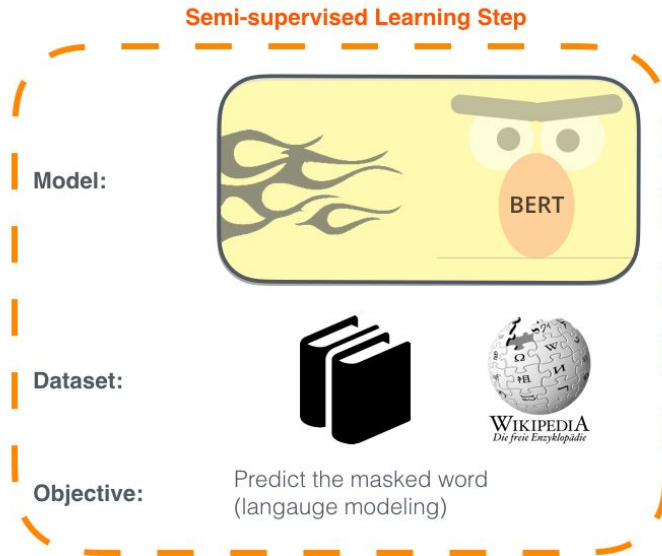 Semi-supervised Learning Step
Model:
BERT
Dataset:
WIKIPEDIA
Die freie Enzyklopädie
Objective:
Predict the masked word
(langauge modeling)